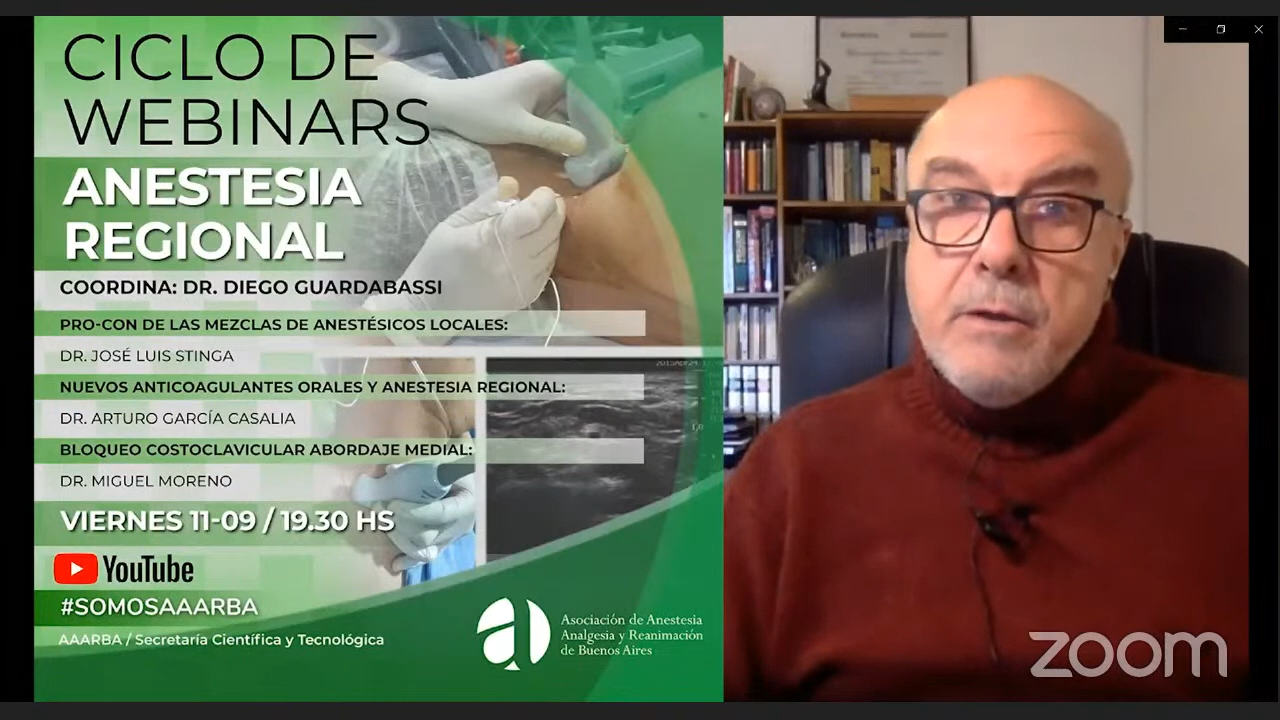 CICLO DE
WEBINARS
ANESTESIA
REGIONAL
COORDINA: DR. DIEGO GUARDABASSI
PRO-CON DE LAS MEZCLAS DE ANESTÉSICOS LOCALES:
DR. JOSÉ LUIS STINGA
NUEVOS ANTICOAGULANTES ORALES Y ANESTESIA REGIONAL:
DR. ARTURO GARCÍA CASALIA
BLOQUEO COSTOCLAVICULAR ABORDAJE MEDIAL:
DR. MIGUEL MORENO
VIERNES 11-09 / 19.30 HS
YouTube
#SOMOSAAARBA
AAARBA / Secretaría Científica y Tecnológica
Asociación de Anestesia
Analgesia y Reanimación
de Buenos Aires
zoom